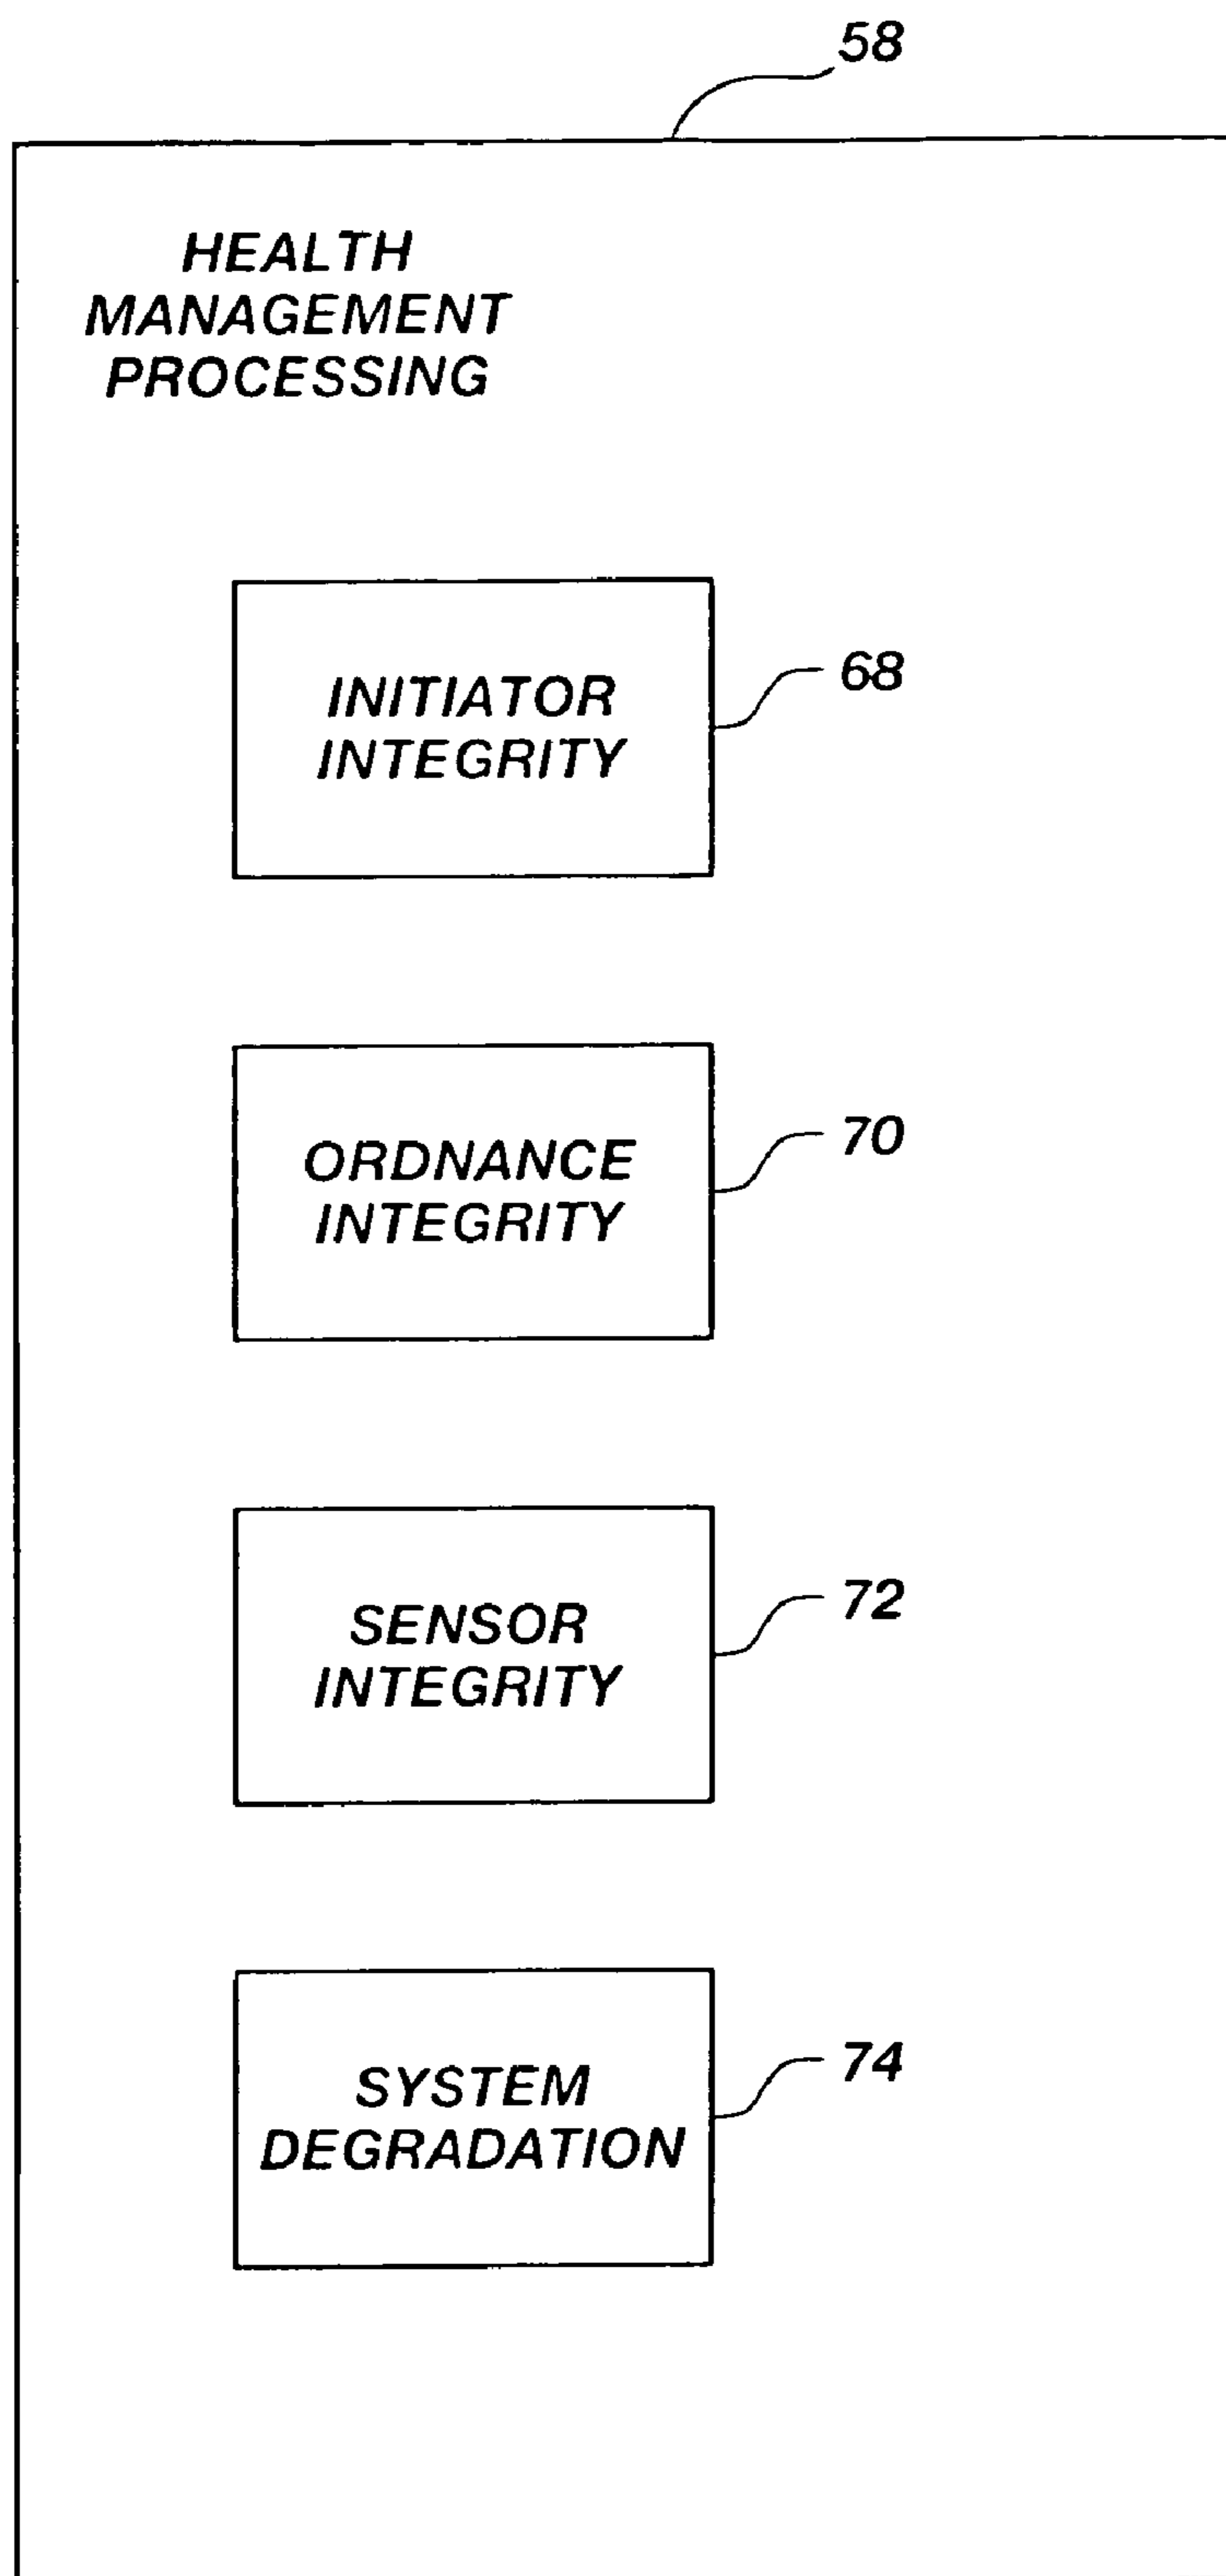 58
HEALTH
MANAGEMENT
PROCESSING
INITIATOR
INTEGRITY
68
ORDNANCE
INTEGRITY
70
SENSOR
INTEGRITY
72
SYSTEM
DEGRADATION
74